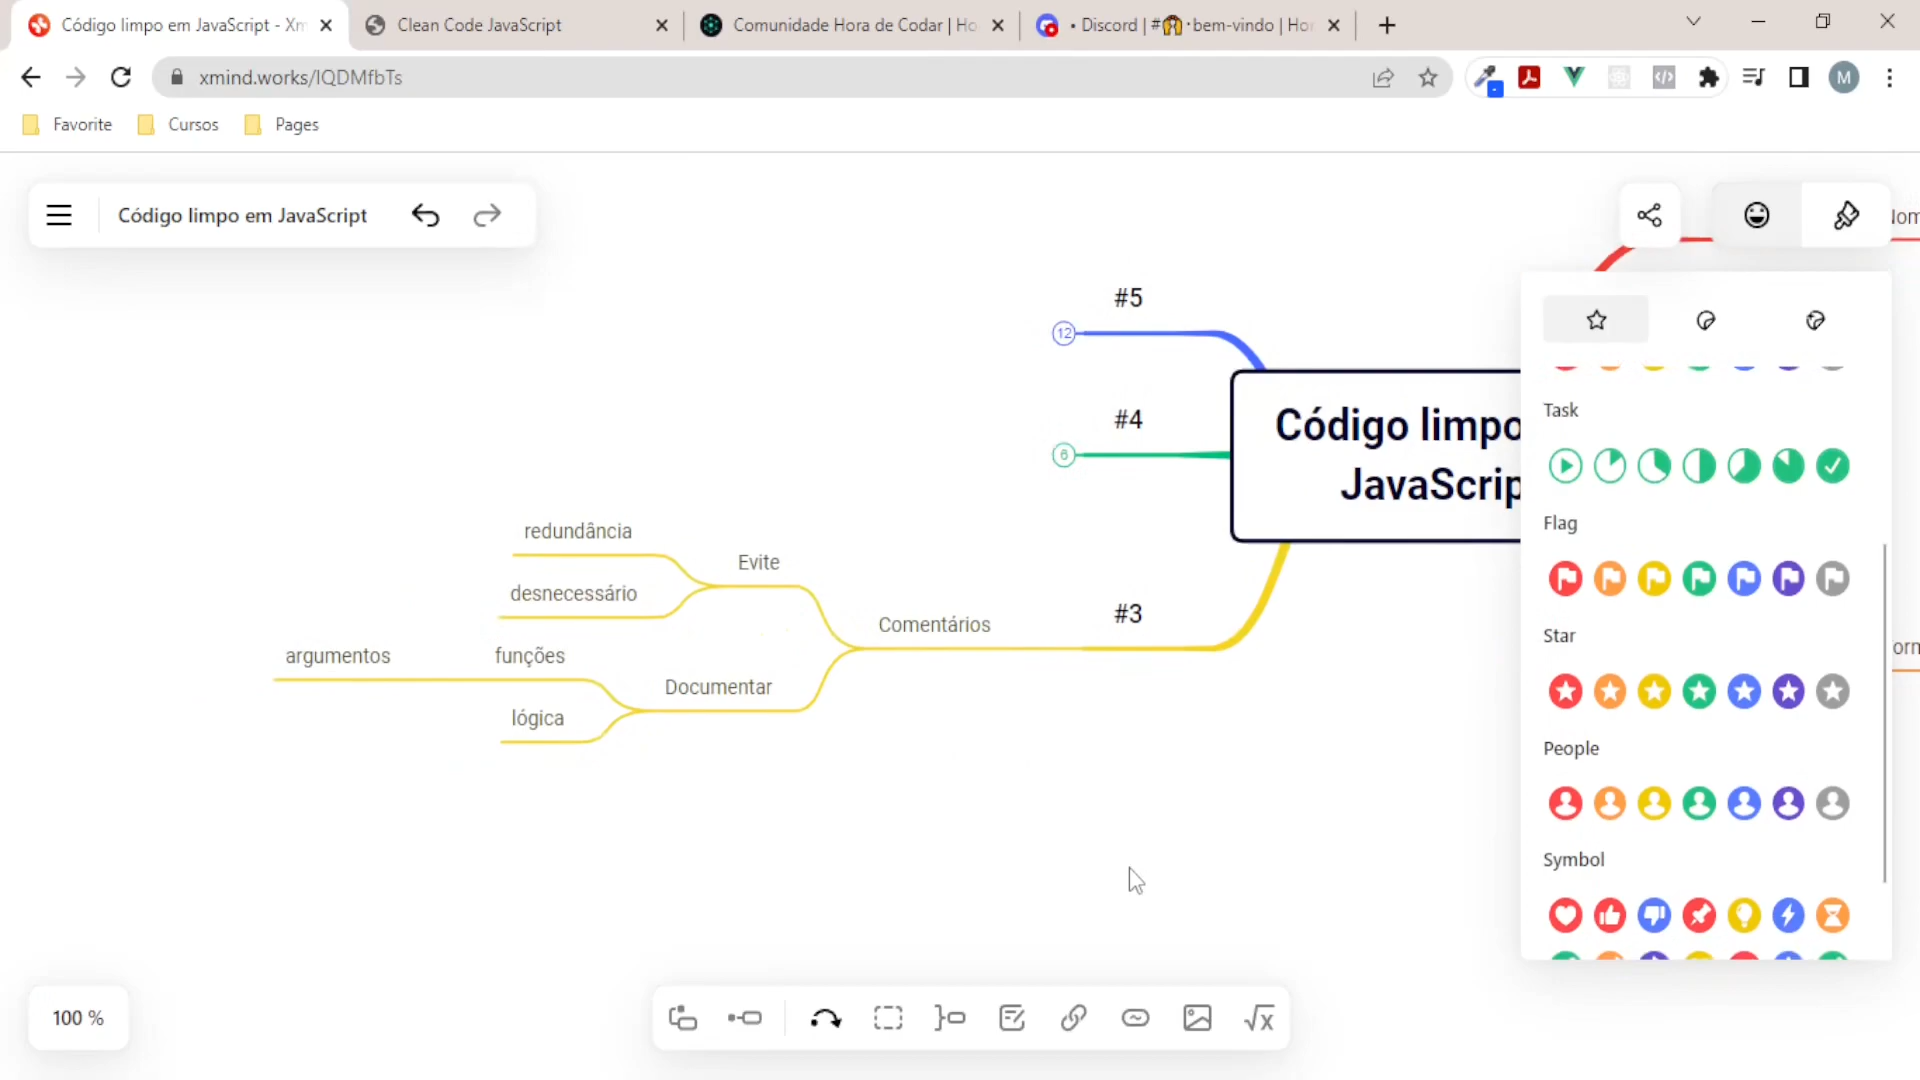 Código limpo em JavaScript - Xm
Clean Code JavaScript
Comunidade Hora de Codar | Ho
• Discord | #🙌·bem-vindo | Hor
xmind.works/IQDMfbTs
M
Favorite
Cursos
Pages
Código limpo em JavaScript
Nom
#5
12
#4
6
Código limpo
JavaScrip
redundância
Evite
desnecessário
Comentários
#3
argumentos
funções
Documentar
lógica
orm
Task
Flag
Star
People
Symbol
100 %
√x